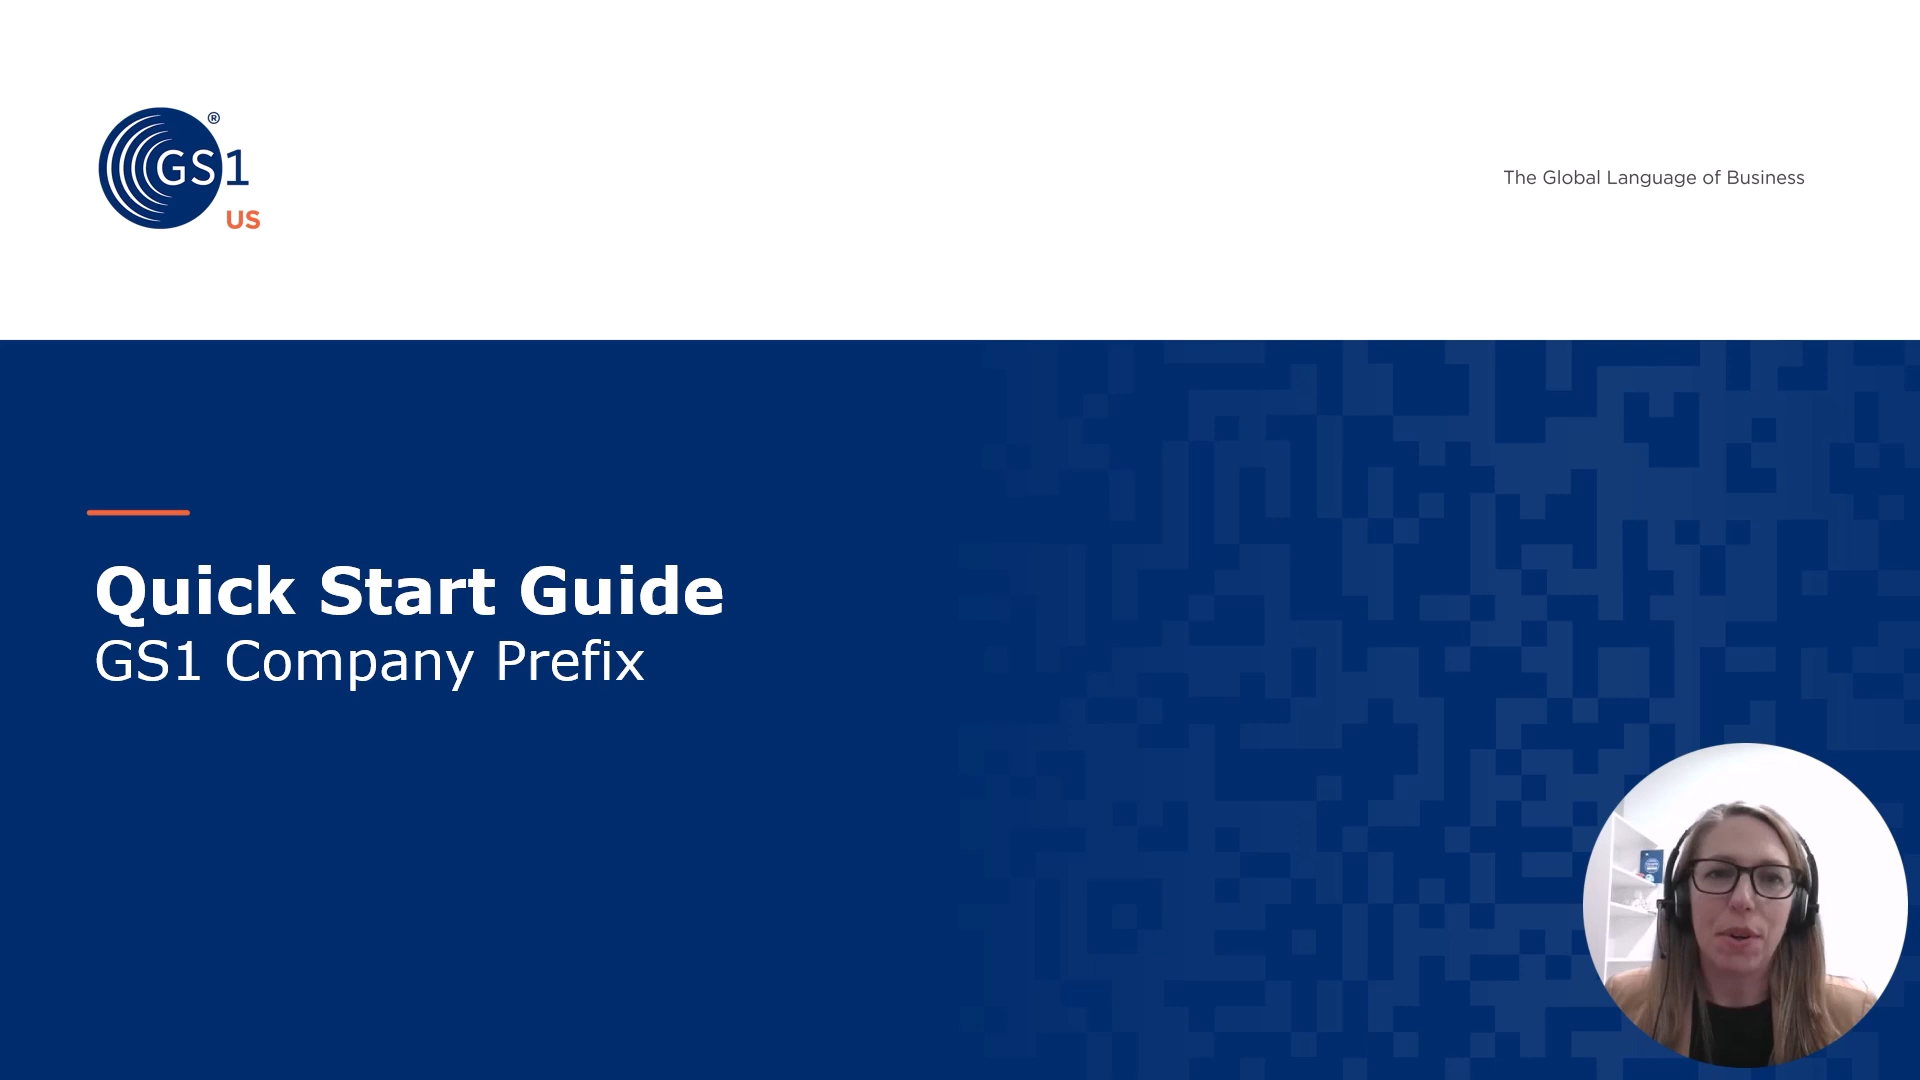 GS1
®
US
The Global Language of Business
Quick Start Guide
GS1 Company Prefix